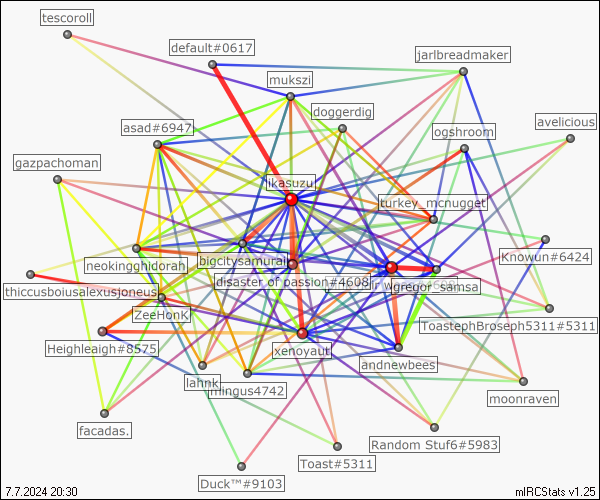 tescoroll
default#0617
jarlbreadmaker
mukszi
doggerdig
avelicious
asad#6947
ogshroom
gazpachoman
ikasuzu
turkey_mcnugget
Knowun#6424
neokingghidorah
bigcitysamurai
disaster of passion#4608
gregor_samsa
thiccusboiusalexusjoneus
ZeeHonk
ToastephBroseph5311#5311
Heighleigh#8575
xenoyaut
andnewbees
lahnk
mingus4742
moonraven
facadas.
Random Stuf6#5983
Toast#5311
Duck™#9103
7.7.2024 20:30
mIRCStats v1.25